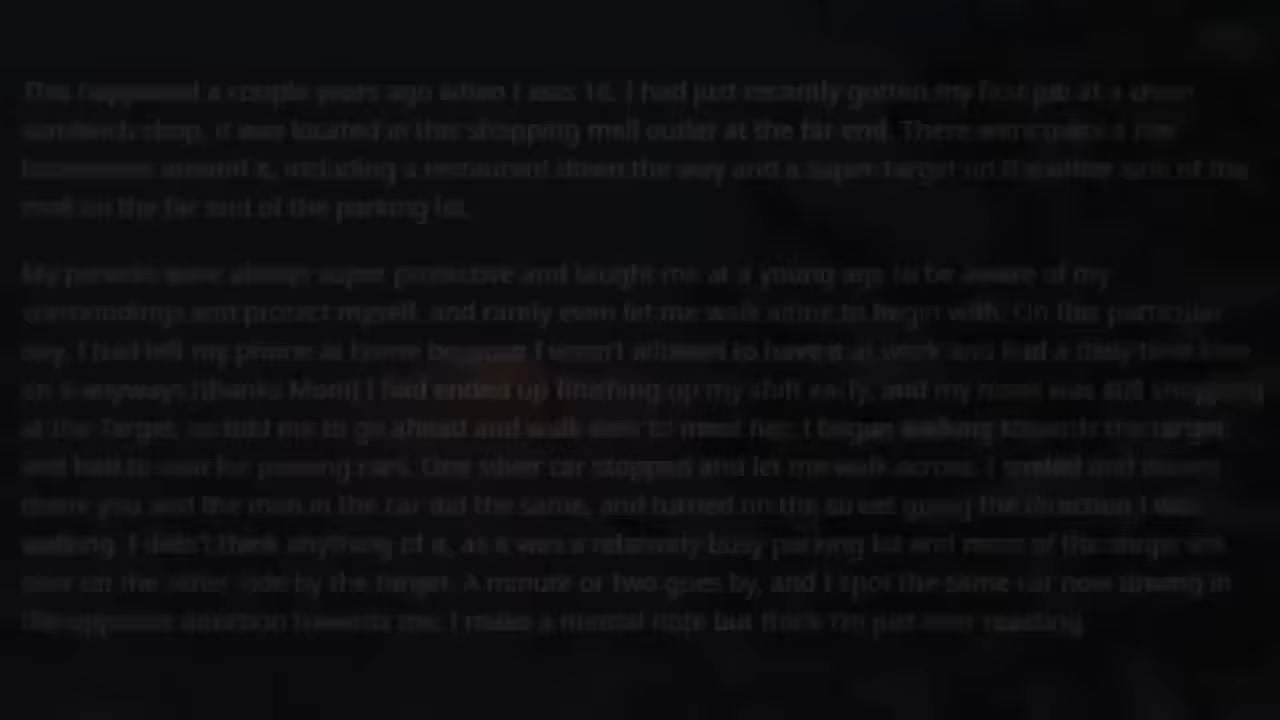 This happened a couple years ago when I was 16. I had just recently gotten my first job at a
sandwich shop. It was located in this shopping mall outlet at the far end. There were quite a few
businesses around it, including a restaurant down the way and a Super Target on the other side of the
mall on the far side of the parking lot.
My parents were always super protective and taught me at a young age to be aware of my
surroundings and protect myself, and rarely even let me walk alone to begin with. On this particular
day, I had left my phone at home because I wasn't allowed to have it at work and had a daily time limit
on it anyways (thanks Mom) I had ended up finishing up my shift early, and my mom was still shopping
at the Target, so told me to go ahead and walk over to meet her. I began walking towards the target
and had to wait for passing cars. One silver car stopped and let me walk across. I smiled and
thank you and the man in the car did the same, and turned on the street going the direction I was
walking. I didn't think anything of it, as it was a relatively busy parking lot and most of the shops are
over on the other side by the target. A minute or two goes by, and I spot the same car now driving in
the opposite direction towards me. I make a mental note but think I'm just over reacting.